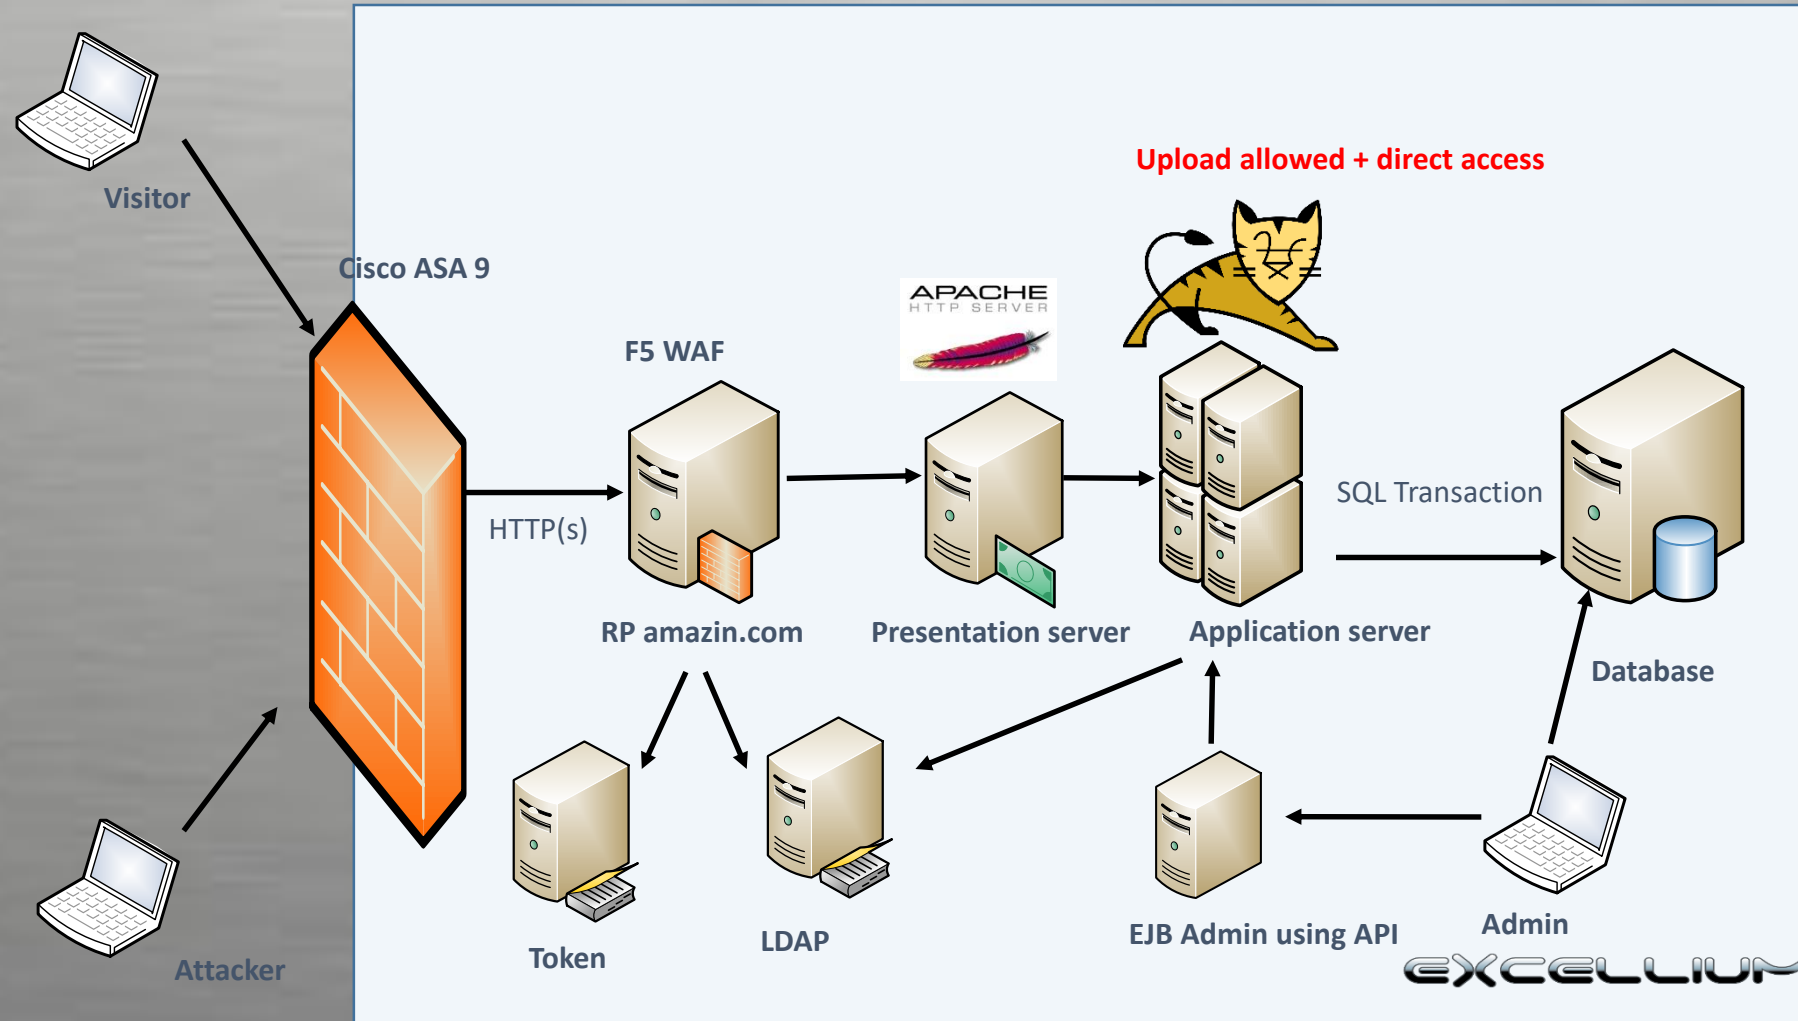 Upload allowed + direct access
Visitor
Cisco ASA 9
APACHE
HTTP SERVER
F5 WAF
SQL Transaction
HTTP(s)
RP amazin.com
Presentation server
Application server
Database
Admin
EJB Admin using API
LDAP
Token
Attacker
EXCELLIUM